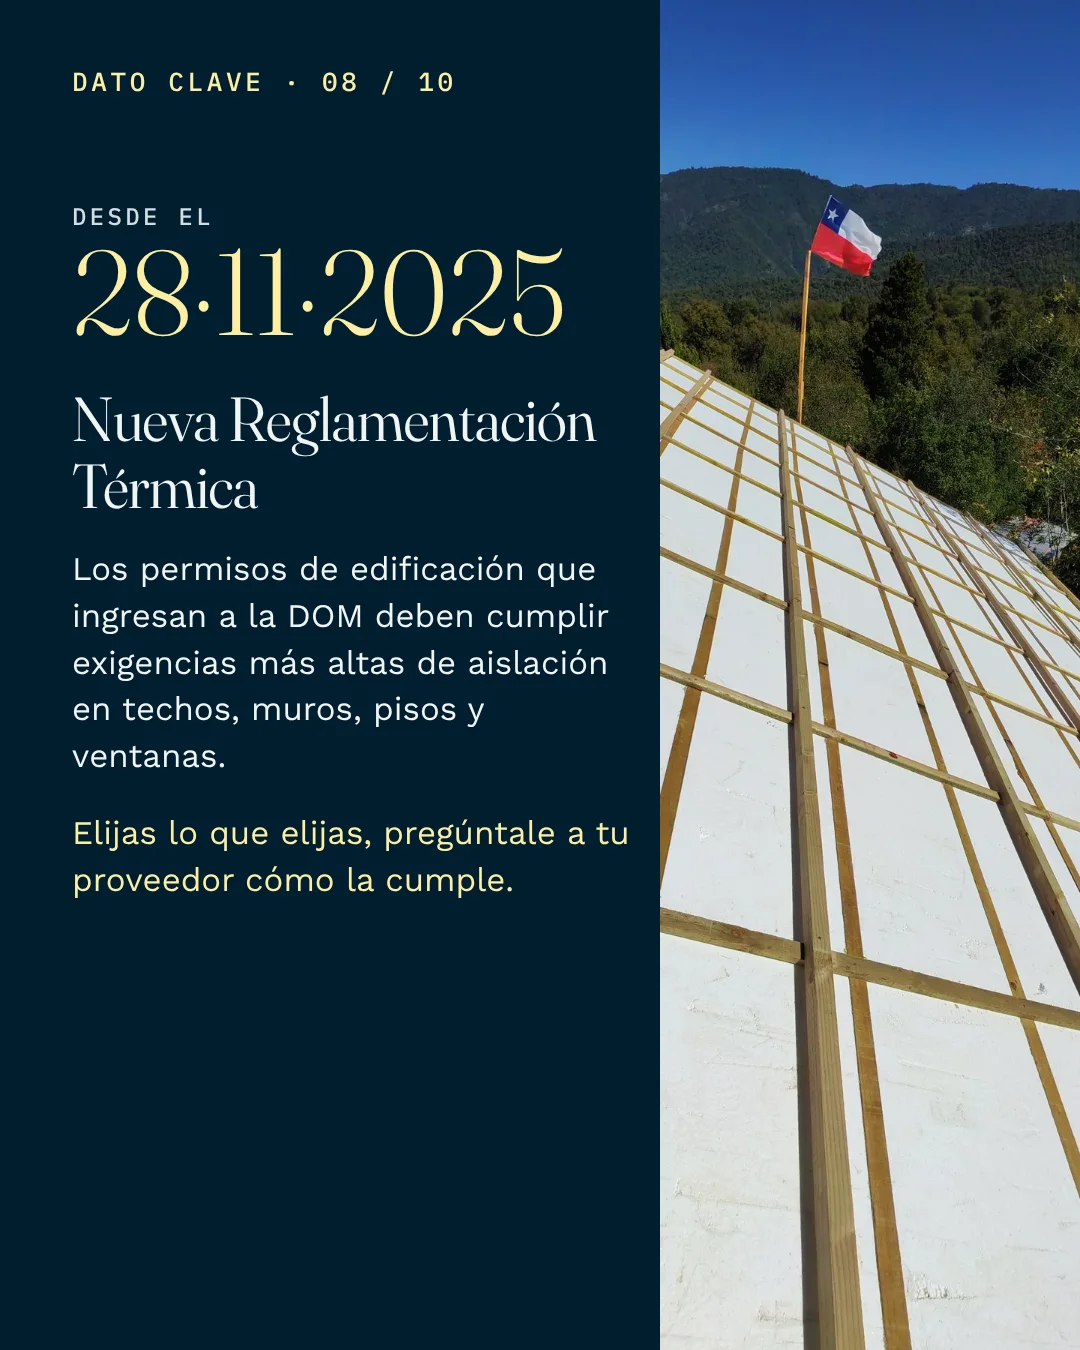 DATO CLAVE · 08 / 10
DESDE EL
28·11·2025
Nueva Reglamentación
Térmica
Los permisos de edificación que
ingresan a la DOM deben cumplir
exigencias más altas de aislación
en techos, muros, pisos y
ventanas.
Elijas lo que elijas, pregúntale a tu
proveedor cómo la cumple.